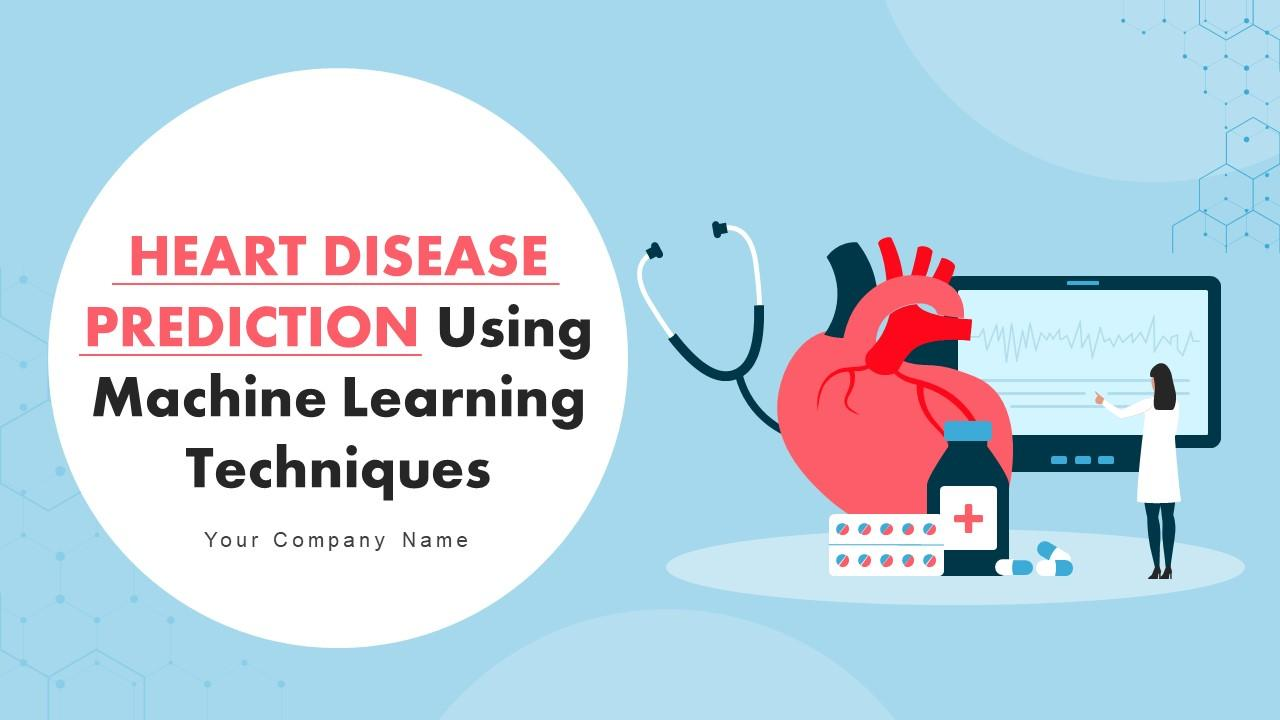 HEART DISEASE
PREDICTION Using
Machine Learning
Techniques
Your Company Name